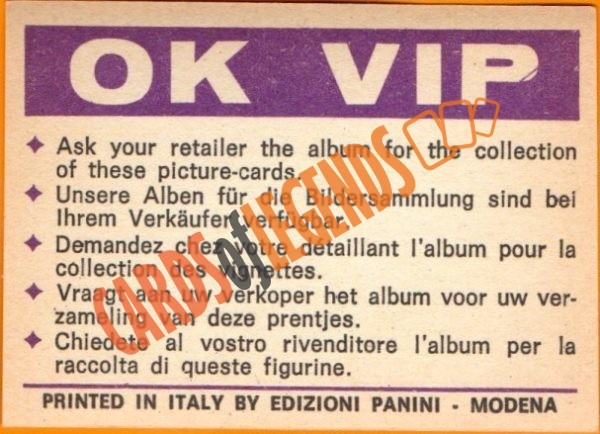 OK VIP
Ask your retailer the album for the collection
of these picture-cards.
Unsere Alben für die Bildersammlung sind bei
Ihrem Verkäufer verfügbar.
Demandez chez votre détaillant l'album pour la
collection des vignettes.
Vraagt aan uw verkoper het album voor uw ver-
zameling van deze prentjes.
Chiedete al vostro rivenditore l'album per la
raccolta di queste figurine.
PRINTED IN ITALY BY EDIZIONI PANINI - MODENA
CARDS of LEGENDS